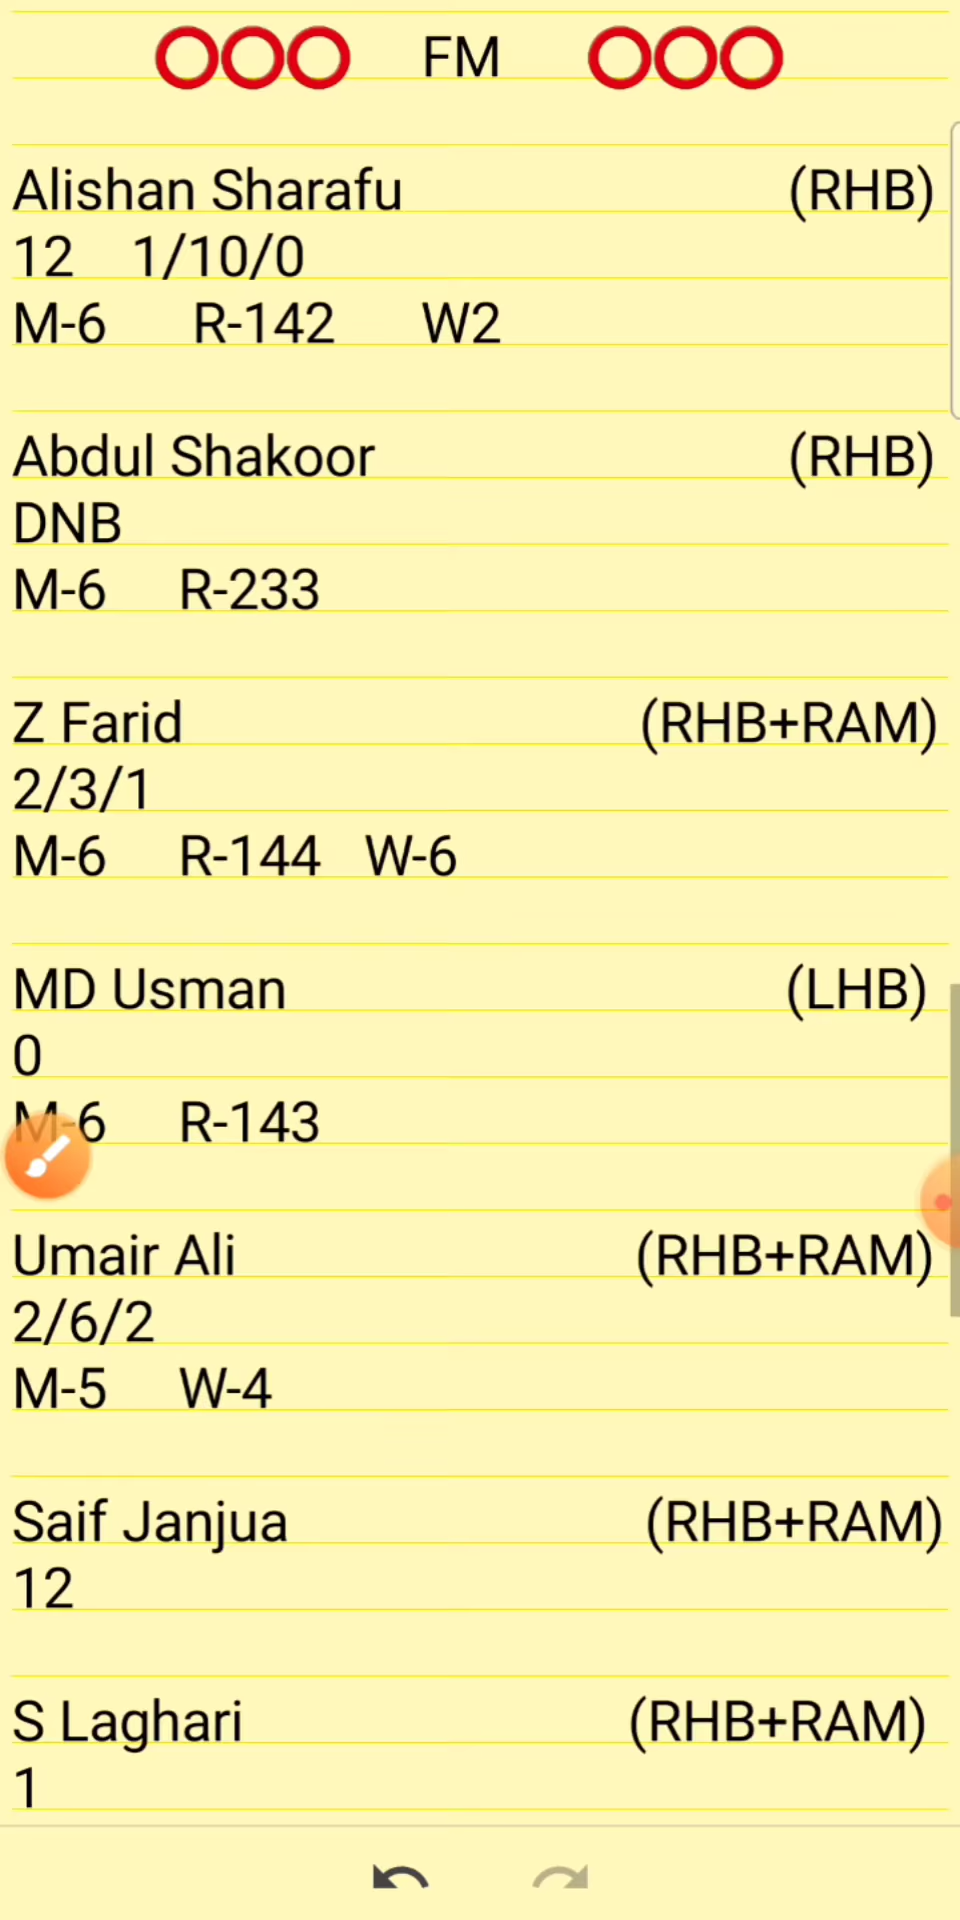 ⭕⭕⭕ FM ⭕⭕⭕
Alishan Sharafu (RHB)
12 1/10/0
M-6 R-142 W2
Abdul Shakoor (RHB)
DNB
M-6 R-233
Z Farid (RHB+RAM)
2/3/1
M-6 R-144 W-6
MD Usman (LHB)
0
M-6 R-143
Umair Ali (RHB+RAM)
2/6/2
M-5 W-4
Saif Janjua (RHB+RAM)
12
S Laghari (RHB+RAM)
1